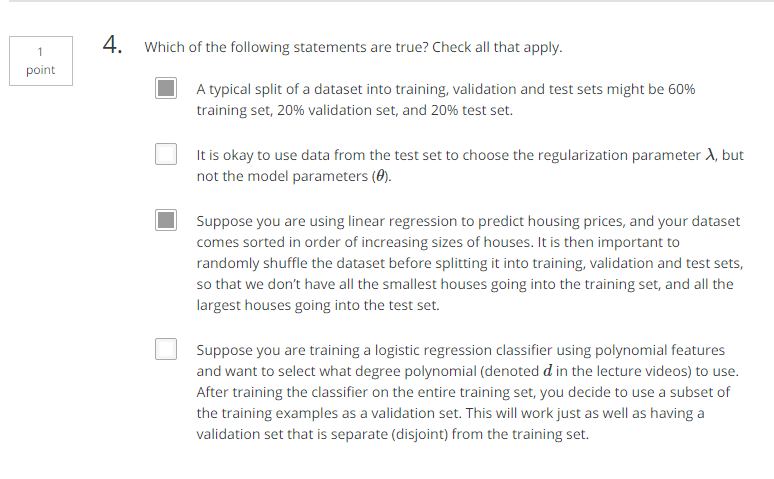 1
point
4. Which of the following statements are true? Check all that apply.
A typical split of a dataset into training, validation and test sets might be 60%
training set, 20% validation set, and 20% test set.
It is okay to use data from the test set to choose the regularization parameter λ, but
not the model parameters (θ).
Suppose you are using linear regression to predict housing prices, and your dataset
comes sorted in order of increasing sizes of houses. It is then important to
randomly shuffle the dataset before splitting it into training, validation and test sets,
so that we don’t have all the smallest houses going into the training set, and all the
largest houses going into the test set.
Suppose you are training a logistic regression classifier using polynomial features
and want to select what degree polynomial (denoted d in the lecture videos) to use.
After training the classifier on the entire training set, you decide to use a subset of
the training examples as a validation set. This will work just as well as having a
validation set that is separate (disjoint) from the training set.